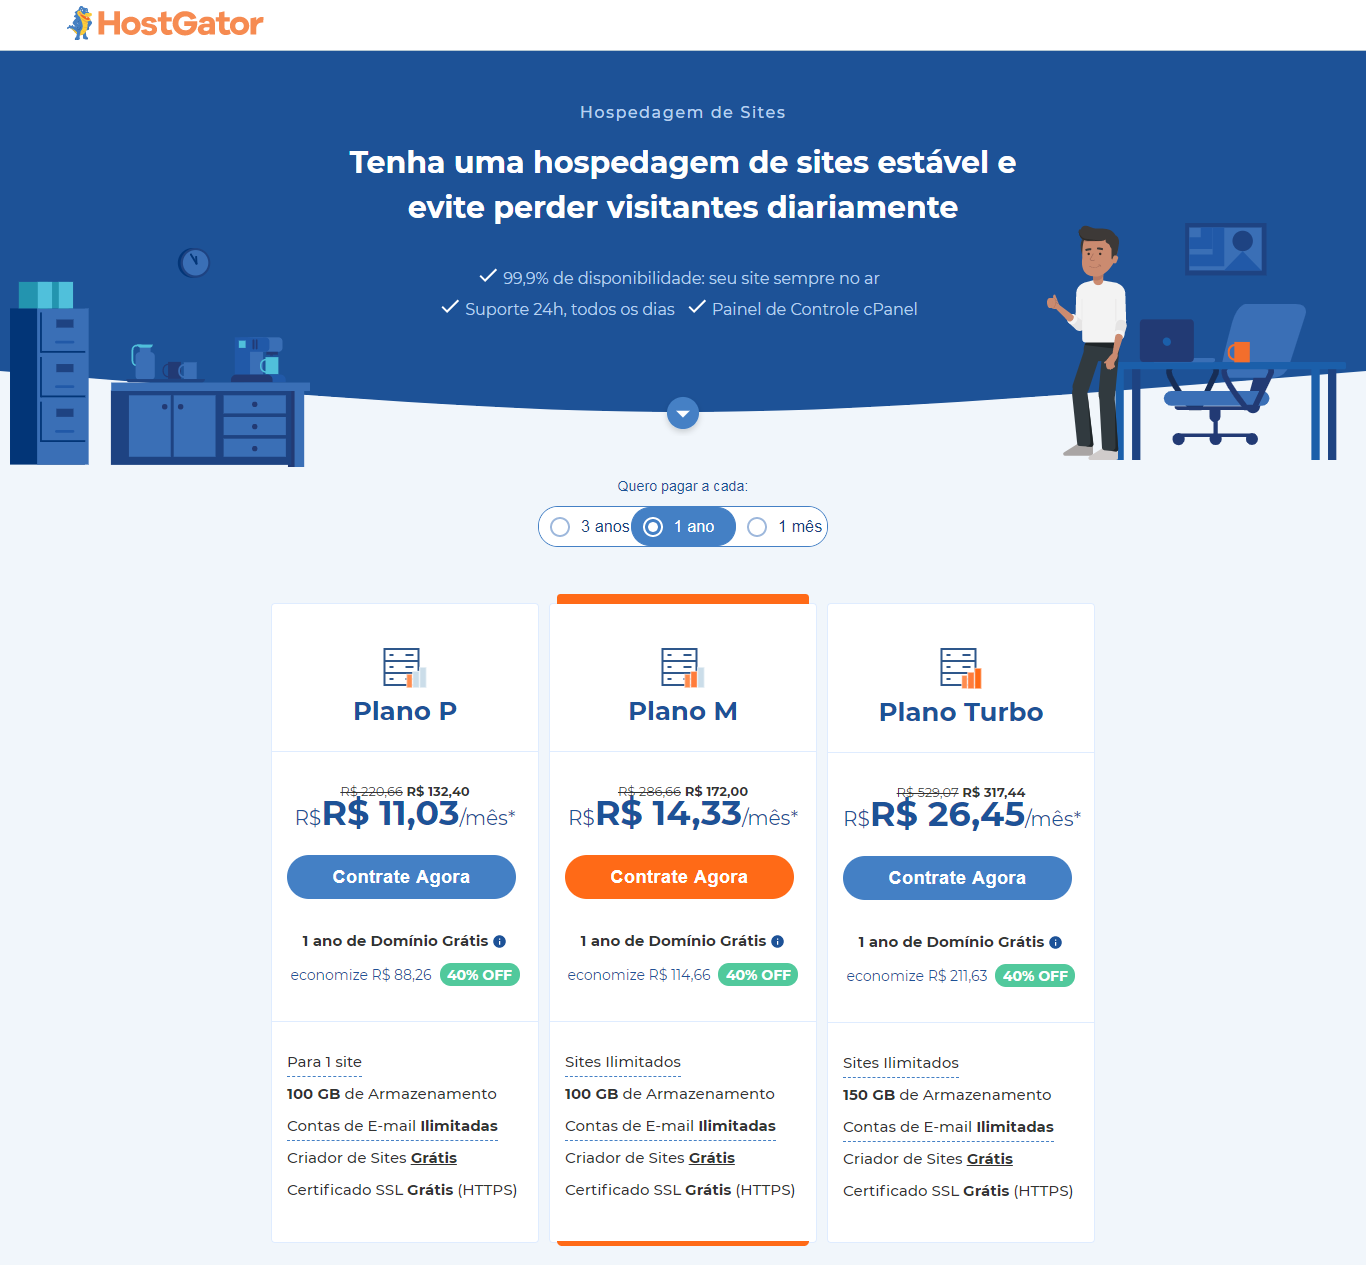 HostGator
Hospedagem de Sites
Tenha uma hospedagem de sites estável e
evite perder visitantes diariamente
99,9% de disponibilidade: seu site sempre no ar
Suporte 24h, todos os dias Painel de Controle cPanel
Quero pagar a cada:
3 anos 1 ano 1 mês
Plano P
R$ 220,66 R$ 132,40
R$R$ 11,03/mês*
Contrate Agora
1 ano de Domínio Grátis
economize R$ 88,26 40% OFF
Para 1 site
100 GB de Armazenamento
Contas de E-mail Ilimitadas
Criador de Sites Grátis
Certificado SSL Grátis (HTTPS)
Plano M
R$ 286,66 R$ 172,00
R$R$ 14,33/mês*
Contrate Agora
1 ano de Domínio Grátis
economize R$ 114,66 40% OFF
Sites Ilimitados
100 GB de Armazenamento
Contas de E-mail Ilimitadas
Criador de Sites Grátis
Certificado SSL Grátis (HTTPS)
Plano Turbo
R$ 529,07 R$ 317,44
R$R$ 26,45/mês*
Contrate Agora
1 ano de Domínio Grátis
economize R$ 211,63 40% OFF
Sites Ilimitados
150 GB de Armazenamento
Contas de E-mail Ilimitadas
Criador de Sites Grátis
Certificado SSL Grátis (HTTPS)